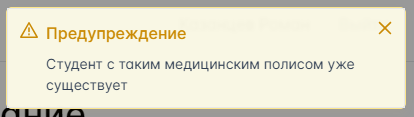 Предупреждение
Студент с таким медицинским полисом уже
существует